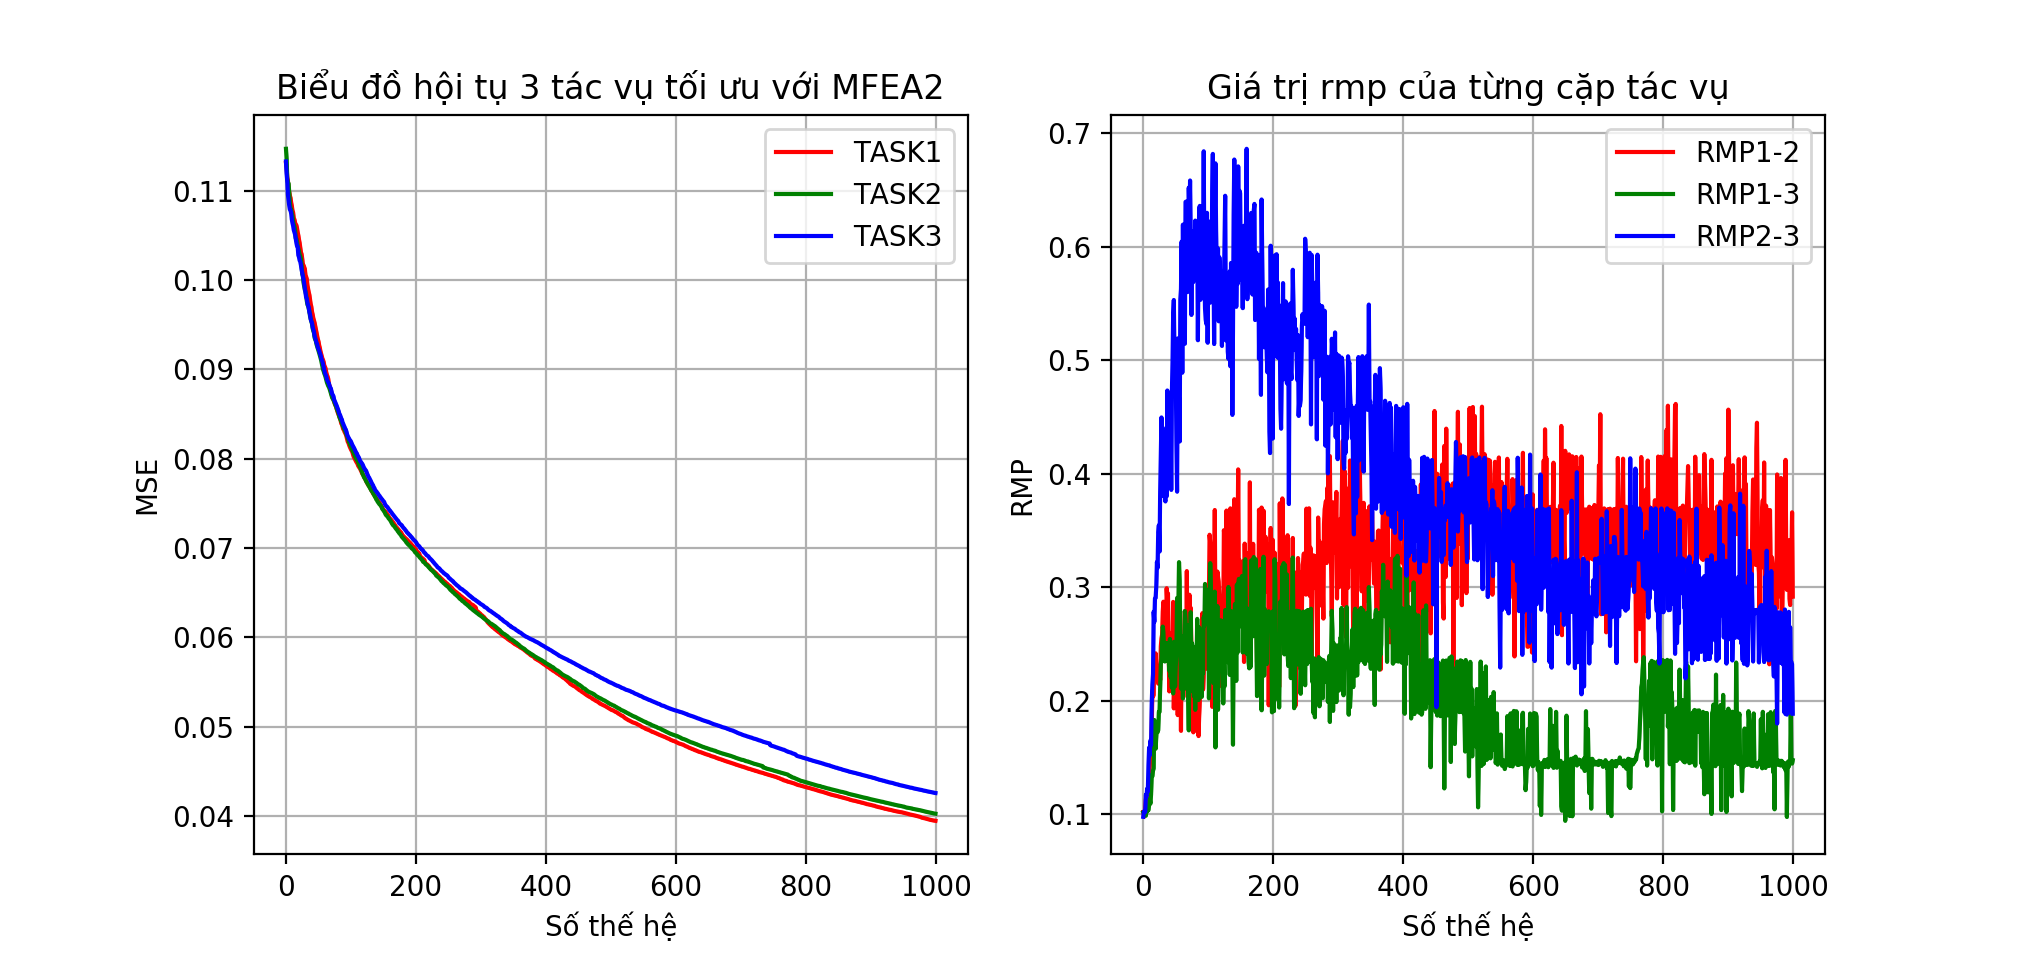 Biểu đồ hội tụ 3 tác vụ tối ưu với MFEA2
TASK1
TASK2
TASK3
0.11
0.10
0.09
0.08
0.07
0.06
0.05
0.04
MSE
0 200 400 600 800 1000
Số thế hệ
Giá trị rmp của từng cặp tác vụ
RMP1-2
RMP1-3
RMP2-3
0.7
0.6
0.5
0.4
0.3
0.2
0.1
RMP
0 200 400 600 800 1000
Số thế hệ